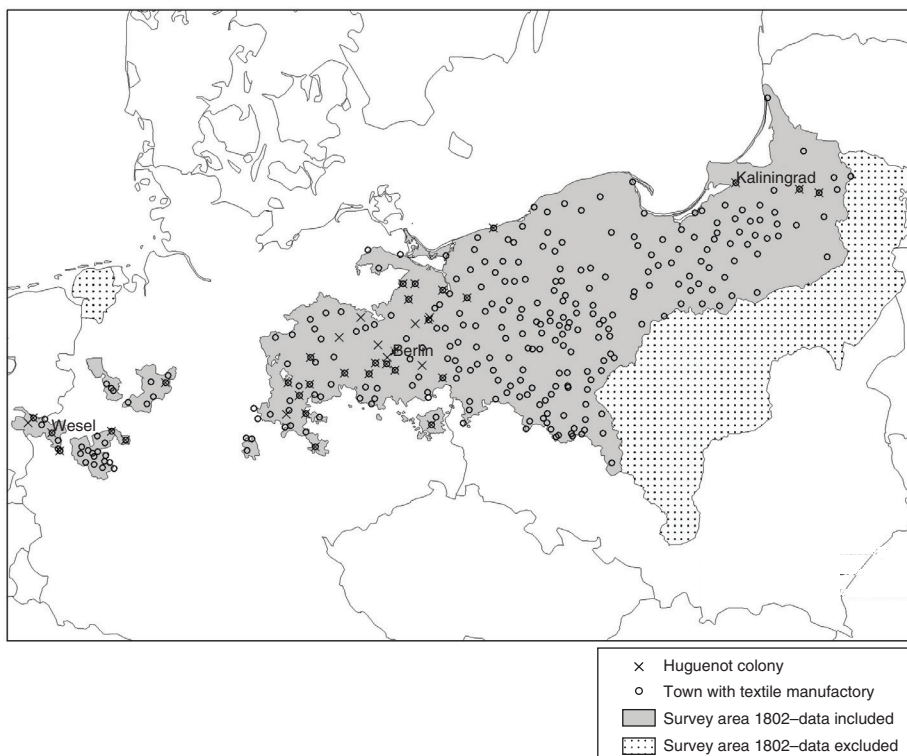 Kaliningrad
Berlin
Wesel
Huguenot colony
Town with textile manufactory
Survey area 1802–data included
Survey area 1802–data excluded